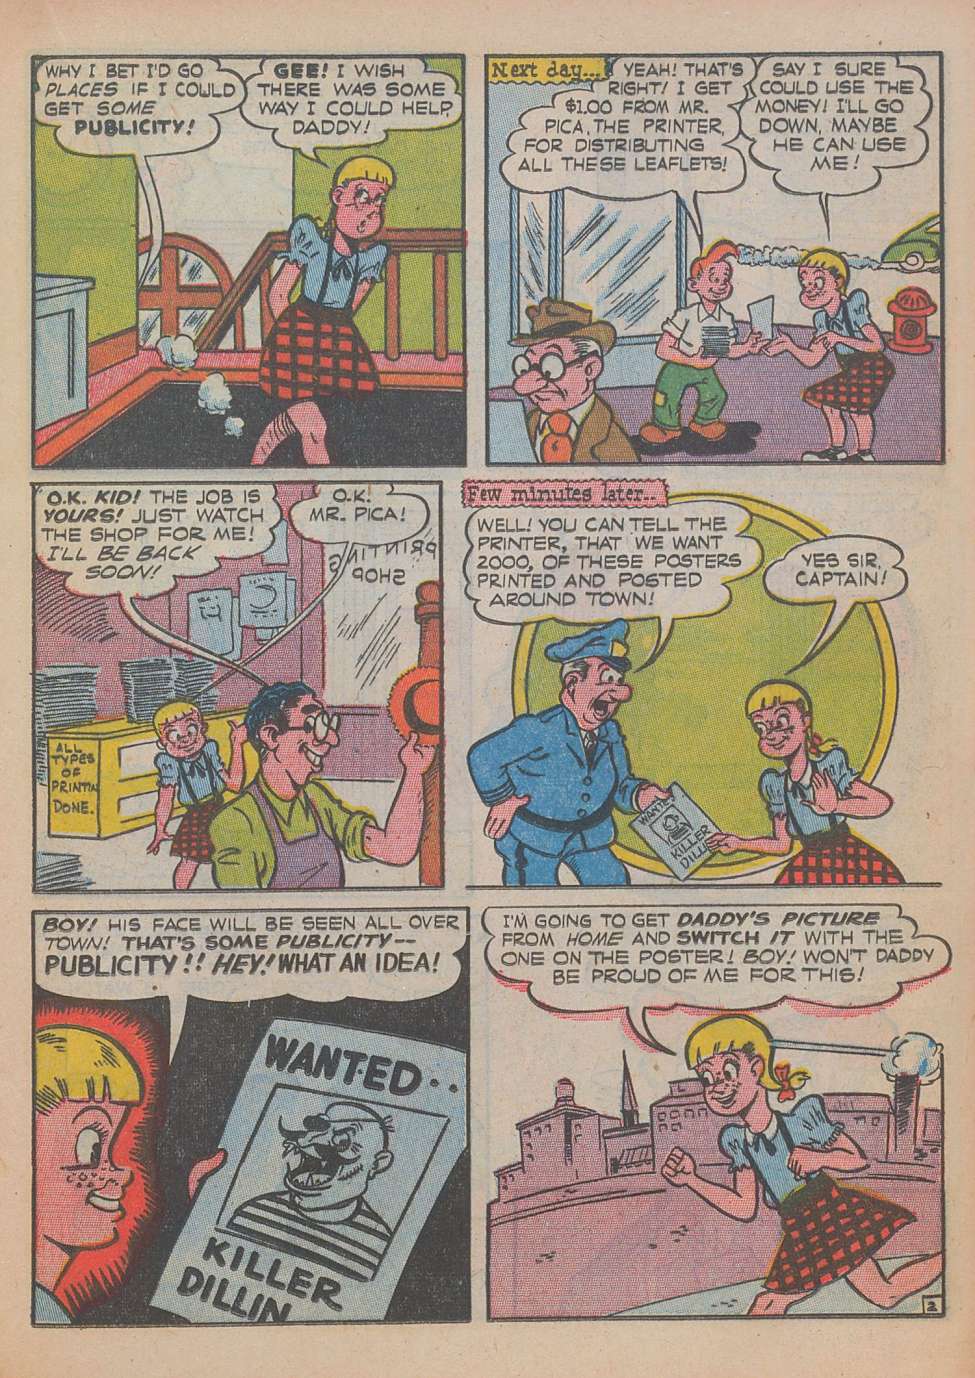 WHY I BET I'D GO
PLACES IF I COULD
GET SOME
PUBLICITY!
GEE! I WISH
THERE WAS SOME
WAY I COULD HELP,
DADDY!
Next day...
YEAH! THAT'S
RIGHT! I GET
$1.00 FROM MR.
PICA, THE PRINTER,
FOR DISTRIBUTING
ALL THESE LEAFLETS!
SAY I SURE
COULD USE THE
MONEY! I'LL GO
DOWN, MAYBE
HE CAN USE
ME!
O.K. KID! THE JOB IS
YOURS! JUST WATCH
THE SHOP FOR ME!
I'LL BE BACK
SOON!
O.K.
MR. PICA!
PRINTING
SHOP
ALL
TYPES
OF
PRINTIN
DONE.
Few minutes later...
WELL! YOU CAN TELL THE
PRINTER, THAT WE WANT
2000, OF THESE POSTERS
PRINTED AND POSTED
AROUND TOWN!
YES SIR,
CAPTAIN!
WANTED
KILLER
DILLIN
BOY! HIS FACE WILL BE SEEN ALL OVER
TOWN! THAT'S SOME PUBLICITY--
PUBLICITY!! HEY! WHAT AN IDEA!
WANTED..
KILLER
DILLIN
I'M GOING TO GET DADDY'S PICTURE
FROM HOME AND SWITCH IT WITH THE
ONE ON THE POSTER! BOY! WON'T DADDY
BE PROUD OF ME FOR THIS!
2